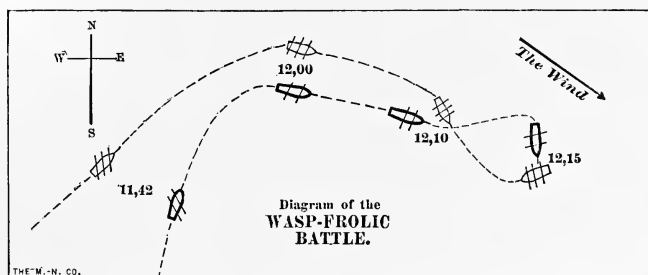 N
W E
S
The Wind
12,00
12,10
12,15
11,42
Diagram of the
WASP-FROLIC
BATTLE.
THE M.-N. CO.